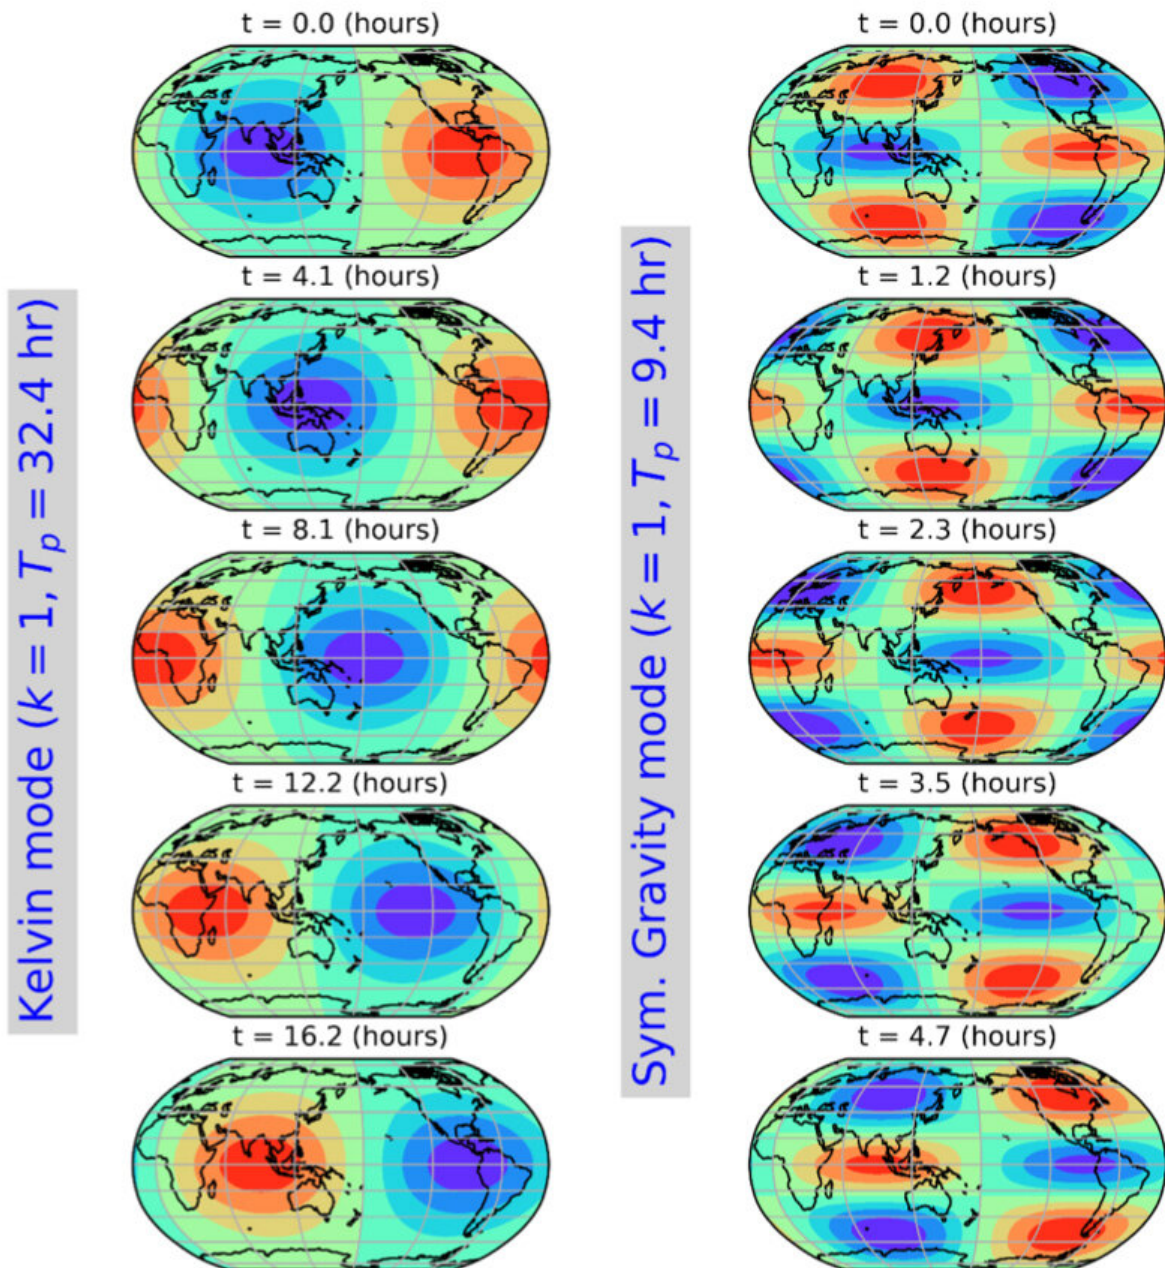 Kelvin mode (k = 1, T_p = 32.4 hr)
t = 0.0 (hours)
t = 4.1 (hours)
t = 8.1 (hours)
t = 12.2 (hours)
t = 16.2 (hours)
Sym. Gravity mode (k = 1, T_p = 9.4 hr)
t = 0.0 (hours)
t = 1.2 (hours)
t = 2.3 (hours)
t = 3.5 (hours)
t = 4.7 (hours)